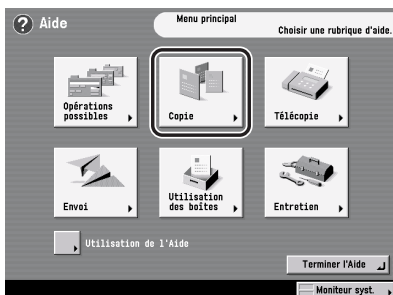 Aide
Menu principal
Choisir une rubrique d'aide.
Opérations
possibles
Copie
Télécopie
Envoi
Utilisation
des boîtes
Entretien
Utilisation de l'Aide
Terminer l'Aide
Moniteur syst.